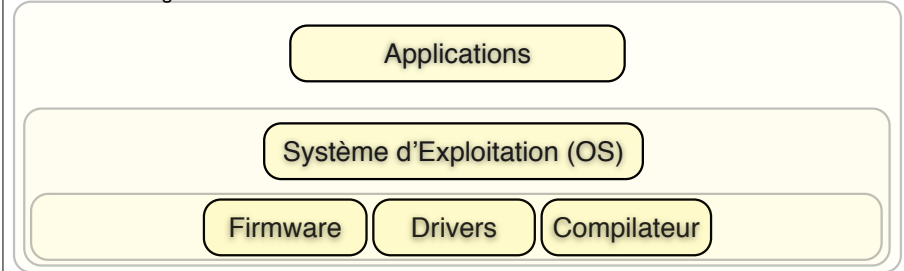 Applications
Système d'Exploitation (OS)
Firmware Drivers Compilateur